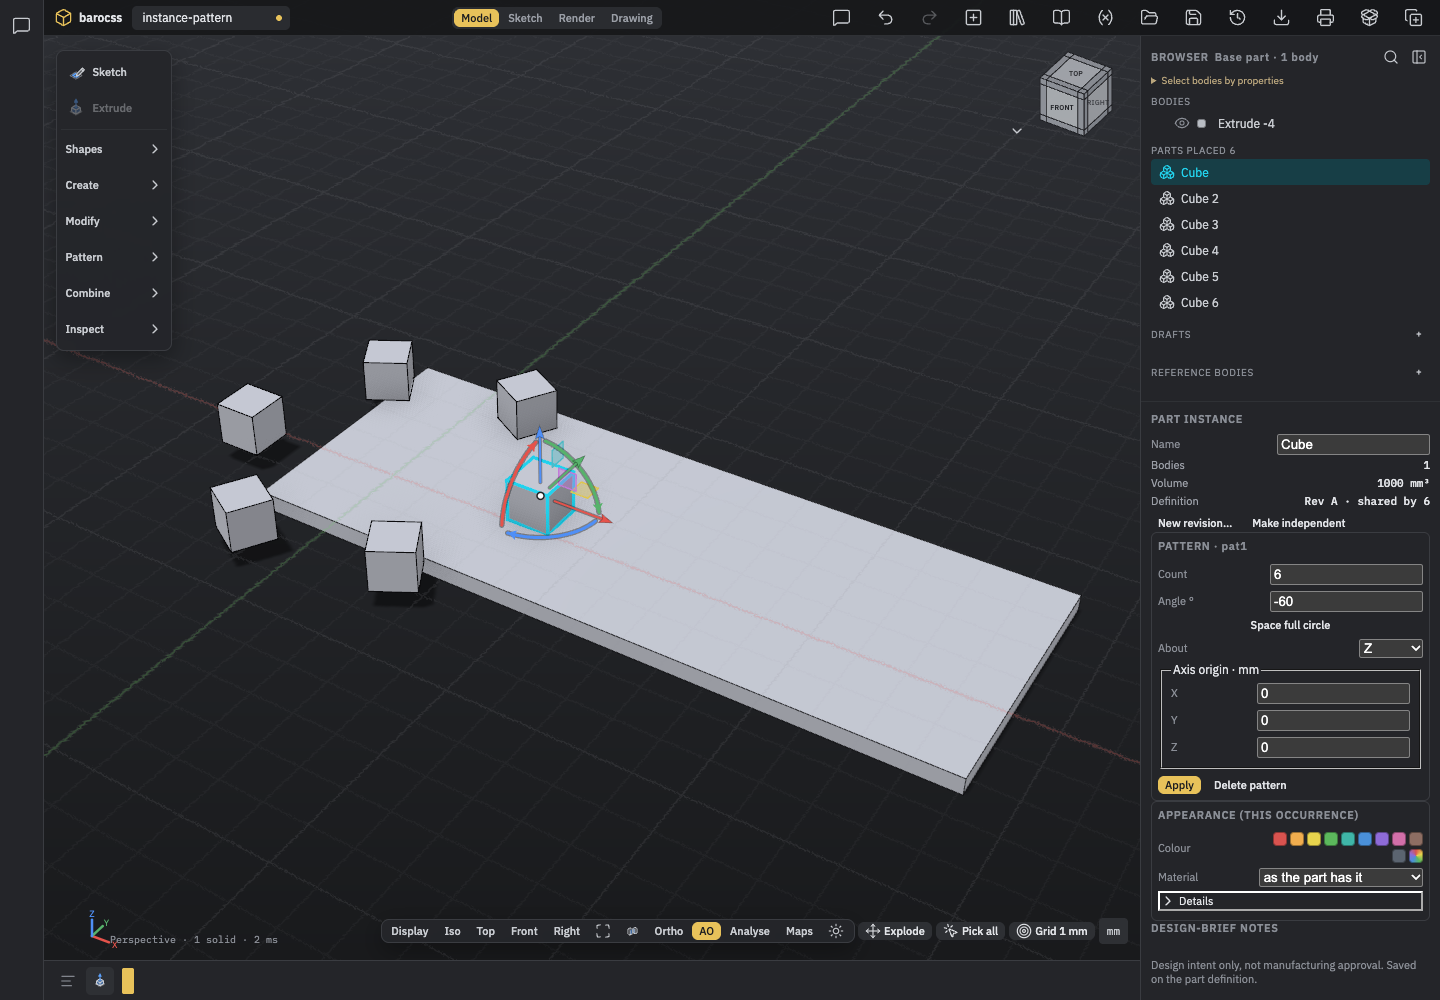 barocss
instance-pattern
Model
Sketch
Render
Drawing
Sketch
Extrude
Shapes
Create
Modify
Pattern
Combine
Inspect
TOP
FRONT
RIGHT
BROWSER Base part · 1 body
Select bodies by properties
BODIES
Extrude -4
PARTS PLACED 6
Cube
Cube 2
Cube 3
Cube 4
Cube 5
Cube 6
DRAFTS +
REFERENCE BODIES +
PART INSTANCE
Name Cube
Bodies 1
Volume 1000 mm³
Definition Rev A · shared by 6
New revision... Make independent
PATTERN · pat1
Count 6
Angle ° -60
Space full circle
About Z
Axis origin · mm
X 0
Y 0
Z 0
Apply Delete pattern
APPEARANCE (THIS OCCURRENCE)
Colour
Material as the part has it
Details
DESIGN-BRIEF NOTES
Design intent only, not manufacturing approval. Saved
on the part definition.
Z
Y
X
Perspective · 1 solid · 2 ms
Display Iso Top Front Right Ortho AO Analyse Maps Explode Pick all Grid 1 mm mm